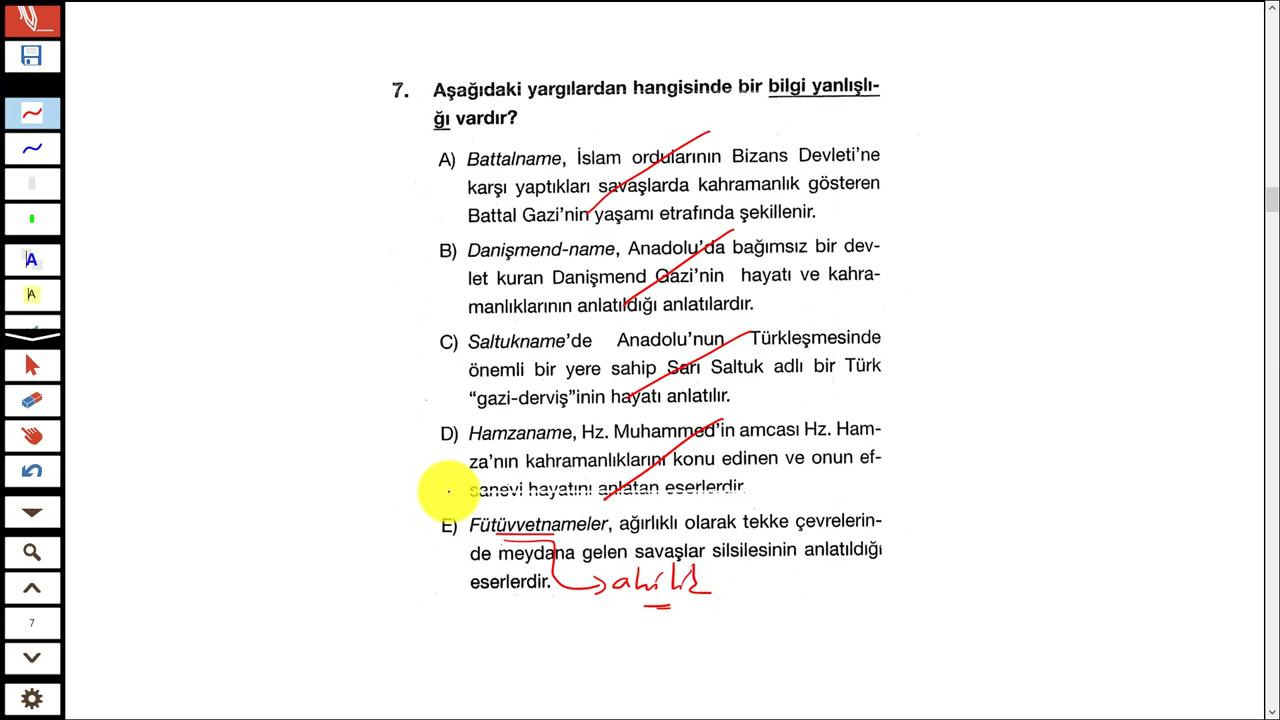 7. Aşağıdaki yargılardan hangisinde bir bilgi yanlışlı-
ğı vardır?
A) Battalname, İslam ordularının Bizans Devleti’ne
karşı yaptıkları savaşlarda kahramanlık gösteren
Battal Gazi’nin yaşamı etrafında şekillenir.
B) Danişmend-name, Anadolu’da bağımsız bir dev-
let kuran Danişmend Gazi’nin hayatı ve kahra-
manlıklarının anlatıldığı anlatılardır.
C) Saltukname’de Anadolu’nun Türkleşmesinde
önemli bir yere sahip Sarı Saltuk adlı bir Türk
“gazi-derviş”inin hayatı anlatılır.
D) Hamzaname, Hz. Muhammed’in amcası Hz. Ham-
za’nın kahramanlıklarını konu edinen ve onun ef-
sanevi hayatını anlatan eserlerdir.
E) Fütüvvetnameler, ağırlıklı olarak tekke çevrelerin-
de meydana gelen savaşlar silsilesinin anlatıldığı
eserlerdir.
ahilik
A
A
7